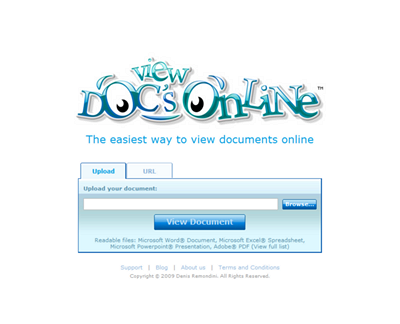 view
Doc's Online™
The easiest way to view documents online
Upload URL
Upload your document:
Browse...
View Document
Readable files: Microsoft Word® Document, Microsoft Excel® Spreadsheet,
Microsoft Powerpoint® Presentation, Adobe® PDF (View full list)
Support | Blog | About us | Terms and Conditions
Copyright © 2009 Denis Remondini. All Rights Reserved.